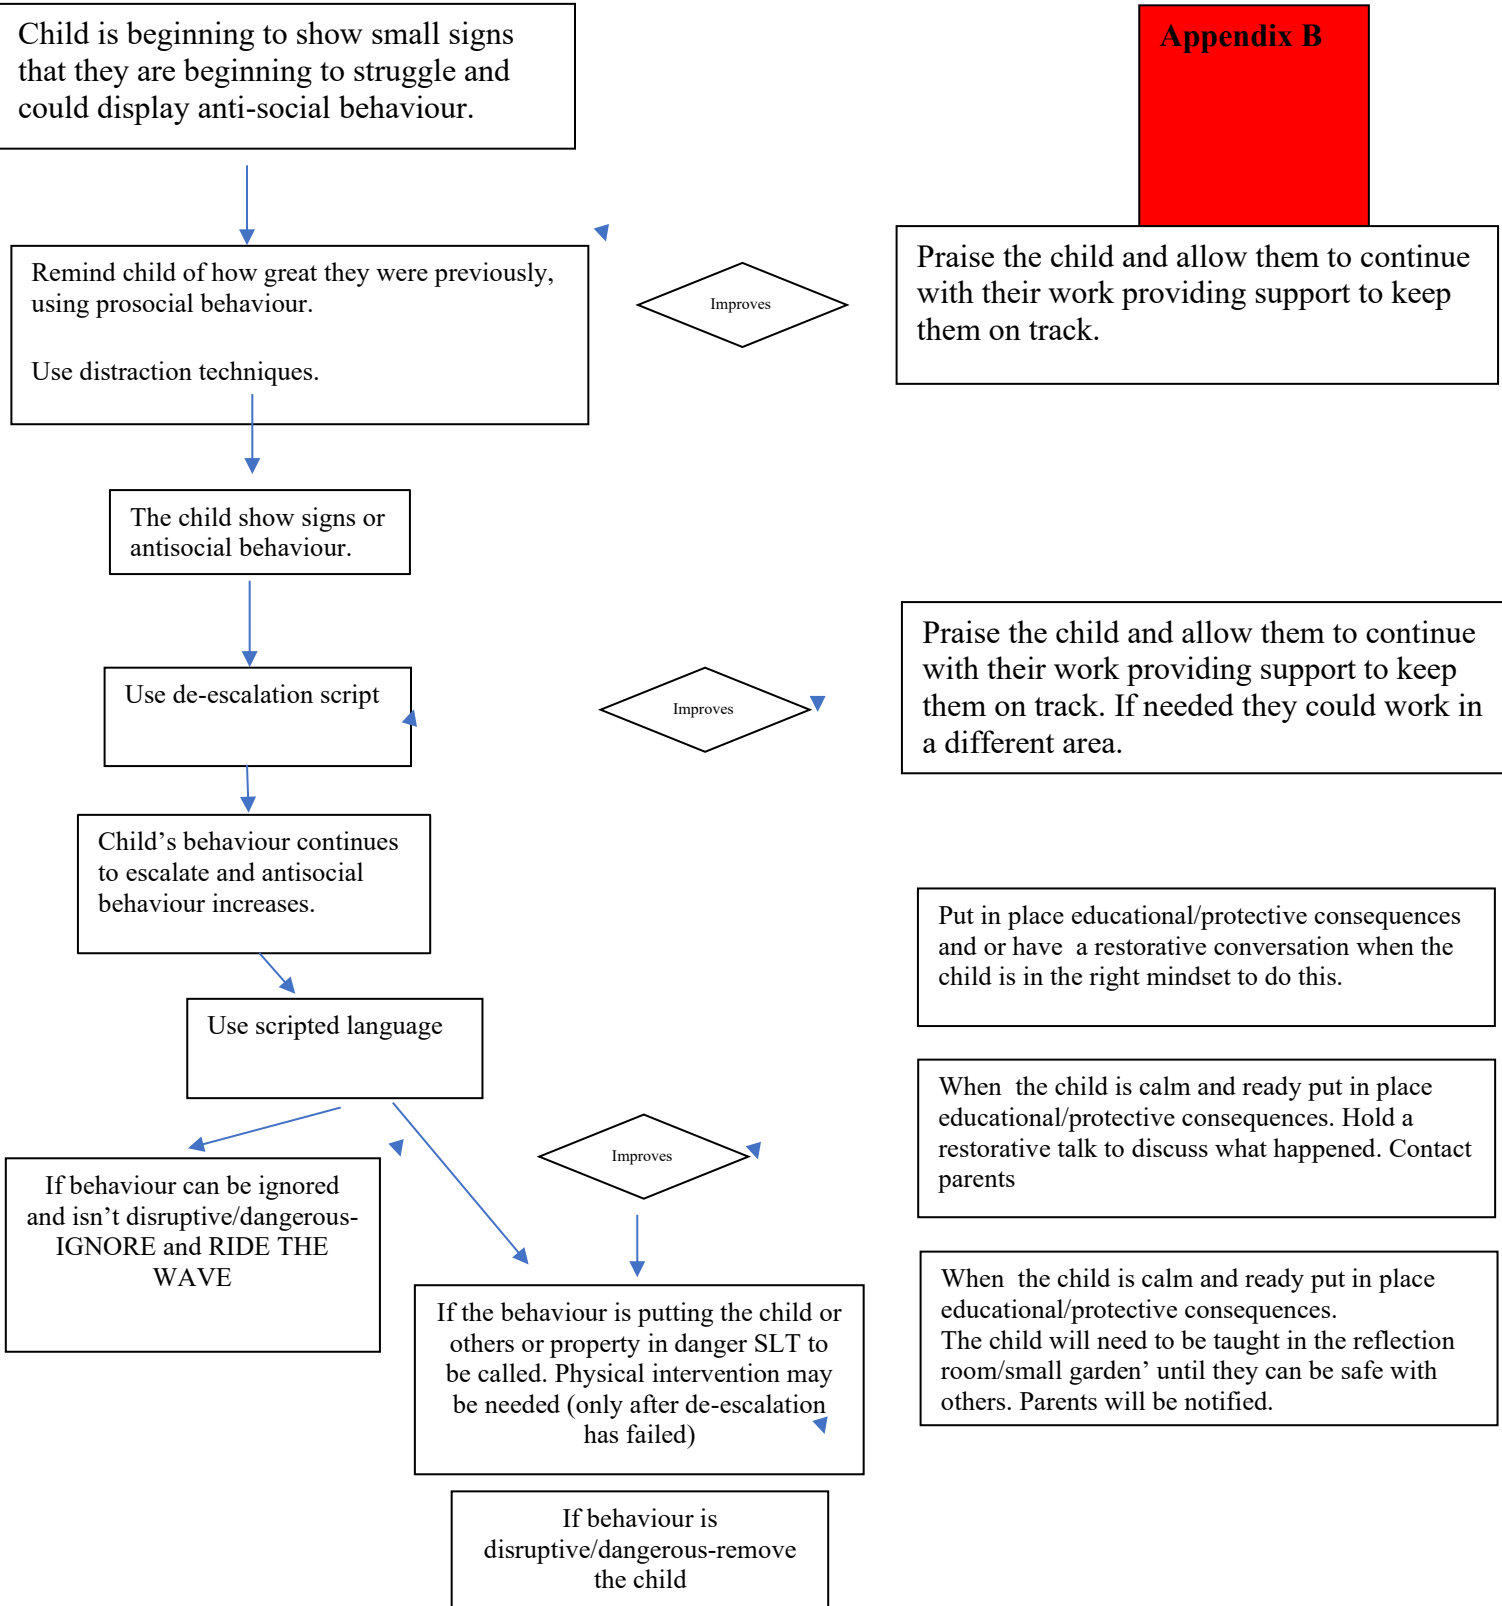 Child is beginning to show small signs
that they are beginning to struggle and
could display anti-social behaviour.
Appendix B
Remind child of how great they were previously,
using prosocial behaviour.
Use distraction techniques.
Improves
Praise the child and allow them to continue
with their work providing support to keep
them on track.
The child show signs or
antisocial behaviour.
Use de-escalation script
Improves
Praise the child and allow them to continue
with their work providing support to keep
them on track. If needed they could work in
a different area.
Child’s behaviour continues
to escalate and antisocial
behaviour increases.
Put in place educational/protective consequences
and or have  a restorative conversation when the
child is in the right mindset to do this.
Use scripted language
Improves
When  the child is calm and ready put in place
educational/protective consequences. Hold a
restorative talk to discuss what happened. Contact
parents
If behaviour can be ignored
and isn’t disruptive/dangerous-
IGNORE and RIDE THE
WAVE
If the behaviour is putting the child or
others or property in danger SLT to
be called. Physical intervention may
be needed (only after de-escalation
has failed)
When  the child is calm and ready put in place
educational/protective consequences.
The child will need to be taught in the reflection
room/small garden’ until they can be safe with
others. Parents will be notified.
If behaviour is
disruptive/dangerous-remove
the child